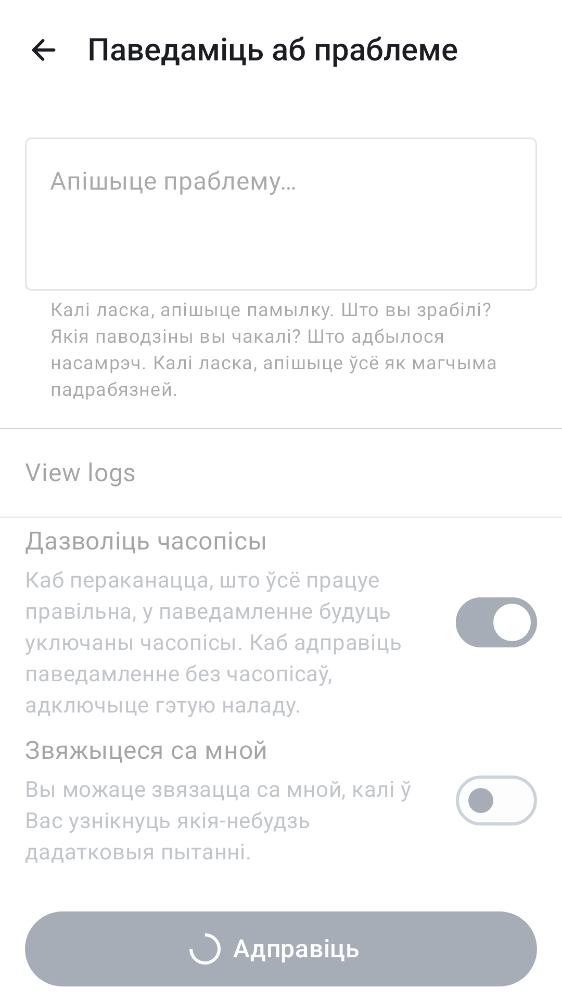 Паведаміць аб праблеме
Апішыце праблему...
Калі ласка, апішыце памылку. Што вы зрабілі?
Якія паводзіны вы чакалі? Што адбылося
насамрэч. Калі ласка, апішыце ўсё як магчыма
падрабязней.
View logs
Дазволіць часопісы
Каб пераканацца, што ўсё працуе
правільна, у паведамленне будуць
уключаны часопісы. Каб адправіць
паведамленне без часопісаў,
адключыце гэтую наладу.
Звяжыцеся са мной
Вы можаце звязацца са мной, калі ў
Вас узнікнуць якія-небудзь
дадатковыя пытанні.
Адправіць